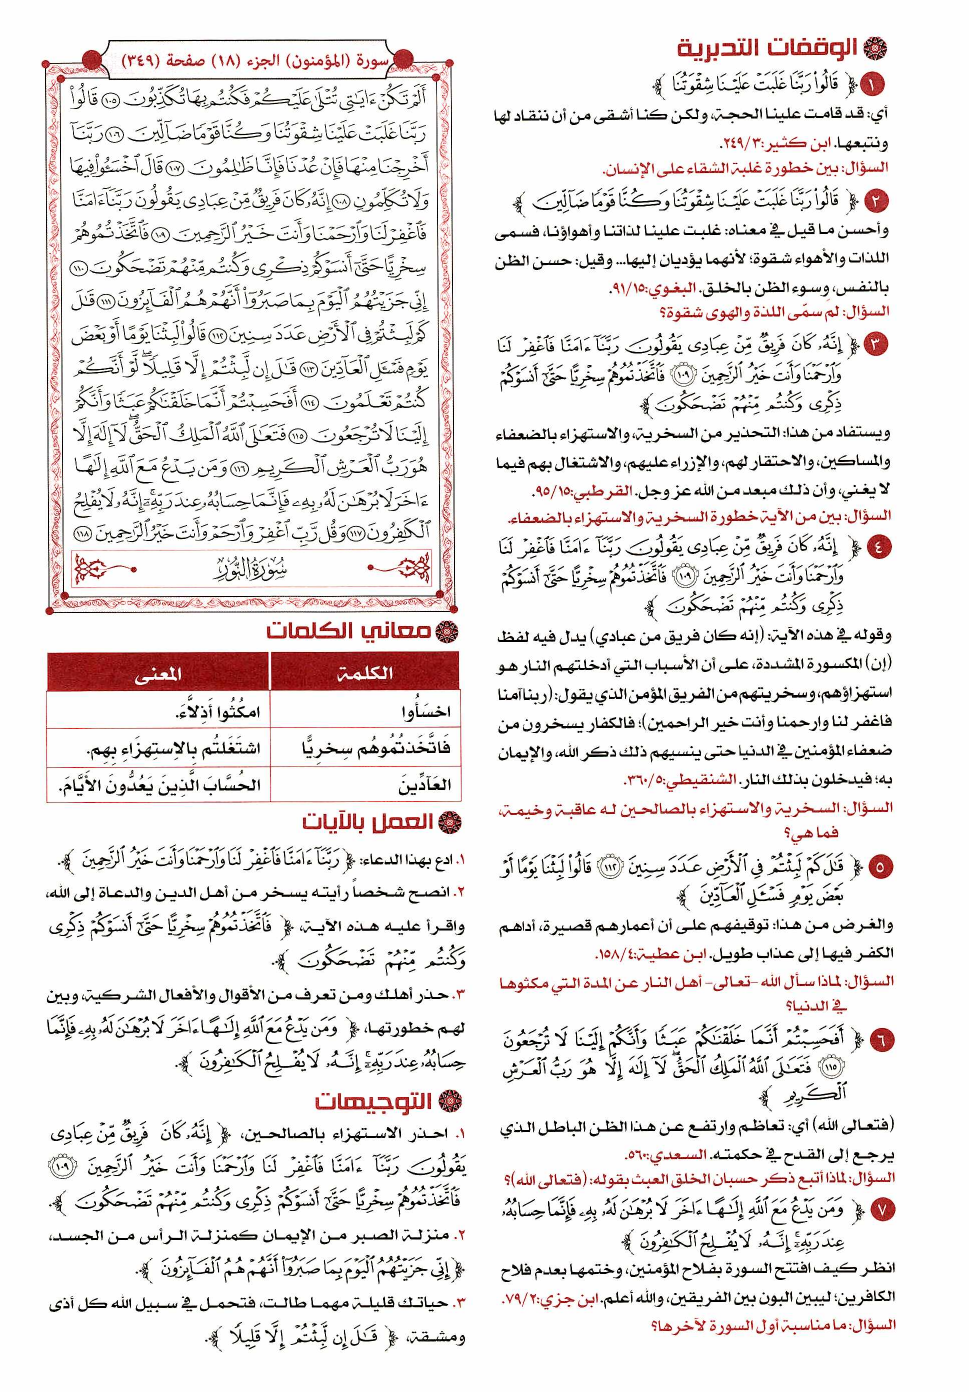 الوقفات التدبرية
١ ﴿ قَالُوا۟ رَبَّنَا غَلَبَتْ عَلَيْنَا شِقْوَتُنَا ﴾
أي: قد قامت علينا الحجة، ولكن كنا أشقى من أن ننقاد لها
ونتبعها. ابن كثير:٢٤٩/٣.
السؤال: بين خطورة غلبة الشقاء على الإنسان.
٢ ﴿ قَالُوا۟ رَبَّنَا غَلَبَتْ عَلَيْنَا شِقْوَتُنَا وَكُنَّا قَوْمًا ضَآلِّينَ ﴾
وأحسن ما قيل في معناه: غلبت علينا لذاتنا وأهواؤنا، فسمى
اللذات والأهواء شقوة؛ لأنهما يؤديان إليها... وقيل: حسن الظن
بالنفس، وسوء الظن بالخلق. البغوي:٩١/١٥.
السؤال: لم سمّى اللذة والهوى شقوة؟
٣ ﴿ إِنَّهُۥ كَانَ فَرِيقٌ مِّنْ عِبَادِى يَقُولُونَ رَبَّنَآ ءَامَنَّا فَٱغْفِرْ لَنَا
وَٱرْحَمْنَا وَأَنتَ خَيْرُ ٱلرَّٰحِمِينَ ﴿١٠٩﴾ فَٱتَّخَذْتُمُوهُمْ سِخْرِيًّا حَتَّىٰٓ أَنسَوْكُمْ
ذِكْرِى وَكُنتُم مِّنْهُمْ تَضْحَكُونَ ﴾
ويستفاد من هذا: التحذير من السخرية، والاستهزاء بالضعفاء
والمساكين، والاحتقار لهم، والإزراء عليهم، والاشتغال بهم فيما
لا يغني، وأن ذلك مبعد من الله عز وجل. القرطبي:٩٥/١٥.
السؤال: بين من الآية خطورة السخرية والاستهزاء بالضعفاء.
٤ ﴿ إِنَّهُۥ كَانَ فَرِيقٌ مِّنْ عِبَادِى يَقُولُونَ رَبَّنَآ ءَامَنَّا فَٱغْفِرْ لَنَا
وَٱرْحَمْنَا وَأَنتَ خَيْرُ ٱلرَّٰحِمِينَ ﴿١٠٩﴾ فَٱتَّخَذْتُمُوهُمْ سِخْرِيًّا حَتَّىٰٓ أَنسَوْكُمْ
ذِكْرِى وَكُنتُم مِّنْهُمْ تَضْحَكُونَ ﴾
وقوله في هذه الآية: (إنه كان فريق من عبادي) يدل فيه لفظ
(إن) المكسورة المشددة، على أن الأسباب التي أدخلتهم النار هو
استهزاؤهم، وسخريتهم من الفريق المؤمن الذي يقول: (ربنا آمنا
فاغفر لنا وارحمنا وأنت خير الراحمين)؛ فالكفار يسخرون من
ضعفاء المؤمنين في الدنيا حتى ينسيهم ذلك ذكر الله، والإيمان
به؛ فيدخلون بذلك النار. الشنقيطي:٣٦٠/٥.
السؤال: السخرية والاستهزاء بالصالحين له عاقبة وخيمة،
فما هي؟
٥ ﴿ قَٰلَ كَمْ لَبِثْتُمْ فِى ٱلْأَرْضِ عَدَدَ سِنِينَ ﴿١١٢﴾ قَالُوا۟ لَبِثْنَا يَوْمًا أَوْ
بَعْضَ يَوْمٍ فَسْـَٔلِ ٱلْعَآدِّينَ ﴾
والغرض من هذا: توقيفهم على أن أعمارهم قصيرة، أداهم
الكفر فيها إلى عذاب طويل. ابن عطية:١٥٨/٤.
السؤال: لماذا سأل الله -تعالى- أهل النار عن المدة التي مكثوها
في الدنيا؟
٦ ﴿ أَفَحَسِبْتُمْ أَنَّمَا خَلَقْنَٰكُمْ عَبَثًا وَأَنَّكُمْ إِلَيْنَا لَا تُرْجَعُونَ
﴿١١٥﴾ فَتَعَٰلَى ٱللَّهُ ٱلْمَلِكُ ٱلْحَقُّ ۖ لَآ إِلَٰهَ إِلَّا هُوَ رَبُّ ٱلْعَرْشِ
ٱلْكَرِيمِ ﴾
(فتعالى الله) أي: تعاظم وارتفع عن هذا الظن الباطل الذي
يرجع إلى القدح في حكمته. السعدي:٥٦٠.
السؤال: لماذا أتبع ذكر حسبان الخلق العبث بقوله: (فتعالى الله)؟
٧ ﴿ وَمَن يَدْعُ مَعَ ٱللَّهِ إِلَٰهًا ءَاخَرَ لَا بُرْهَٰنَ لَهُۥ بِهِۦ فَإِنَّمَا حِسَابُهُۥ
عِندَ رَبِّهِۦٓ ۚ إِنَّهُۥ لَا يُفْلِحُ ٱلْكَٰفِرُونَ ﴾
انظر كيف افتتح السورة بفلاح المؤمنين، وختمها بعدم فلاح
الكافرين؛ ليبين البون بين الفريقين، والله أعلم. ابن جزي:٧٩/٢.
السؤال: ما مناسبة أول السورة لآخرها؟
سورة (المؤمنون) الجزء (١٨) صفحة (٣٤٩)
أَلَمْ تَكُنْ ءَايَٰتِى تُتْلَىٰ عَلَيْكُمْ فَكُنتُم بِهَا تُكَذِّبُونَ ١٠٥ قَالُوا۟
رَبَّنَا غَلَبَتْ عَلَيْنَا شِقْوَتُنَا وَكُنَّا قَوْمًا ضَآلِّينَ ١٠٦ رَبَّنَآ
أَخْرِجْنَا مِنْهَا فَإِنْ عُدْنَا فَإِنَّا ظَٰلِمُونَ ١٠٧ قَالَ ٱخْسَـُٔوا۟ فِيهَا
وَلَا تُكَلِّمُونِ ١٠٨ إِنَّهُۥ كَانَ فَرِيقٌ مِّنْ عِبَادِى يَقُولُونَ رَبَّنَآ ءَامَنَّا
فَٱغْفِرْ لَنَا وَٱرْحَمْنَا وَأَنتَ خَيْرُ ٱلرَّٰحِمِينَ ١٠٩ فَٱتَّخَذْتُمُوهُمْ
سِخْرِيًّا حَتَّىٰٓ أَنسَوْكُمْ ذِكْرِى وَكُنتُم مِّنْهُمْ تَضْحَكُونَ ١١٠
إِنِّى جَزَيْتُهُمُ ٱلْيَوْمَ بِمَا صَبَرُوٓا۟ أَنَّهُمْ هُمُ ٱلْفَآئِزُونَ ١١١ قَٰلَ
كَمْ لَبِثْتُمْ فِى ٱلْأَرْضِ عَدَدَ سِنِينَ ١١٢ قَالُوا۟ لَبِثْنَا يَوْمًا أَوْ بَعْضَ
يَوْمٍ فَسْـَٔلِ ٱلْعَآدِّينَ ١١٣ قَٰلَ إِن لَّبِثْتُمْ إِلَّا قَلِيلًا ۖ لَّوْ أَنَّكُمْ
كُنتُمْ تَعْلَمُونَ ١١٤ أَفَحَسِبْتُمْ أَنَّمَا خَلَقْنَٰكُمْ عَبَثًا وَأَنَّكُمْ
إِلَيْنَا لَا تُرْجَعُونَ ١١٥ فَتَعَٰلَى ٱللَّهُ ٱلْمَلِكُ ٱلْحَقُّ ۖ لَآ إِلَٰهَ إِلَّا
هُوَ رَبُّ ٱلْعَرْشِ ٱلْكَرِيمِ ١١٦ وَمَن يَدْعُ مَعَ ٱللَّهِ إِلَٰهًا
ءَاخَرَ لَا بُرْهَٰنَ لَهُۥ بِهِۦ فَإِنَّمَا حِسَابُهُۥ عِندَ رَبِّهِۦٓ ۚ إِنَّهُۥ لَا يُفْلِحُ
ٱلْكَٰفِرُونَ ١١٧ وَقُل رَّبِّ ٱغْفِرْ وَٱرْحَمْ وَأَنتَ خَيْرُ ٱلرَّٰحِمِينَ ١١٨
سُورَةُ النُّورِ
معاني الكلمات
الكلمة المعنى
اخسَأُوا امكُثُوا أَذِلاَّءَ.
فَاتَّخَذتُمُوهُم سِخرِيًّا اشتَغَلتُم بِالاِستِهزَاءِ بِهِم.
العَآدِّينَ الحُسَّابَ الَّذِينَ يَعُدُّونَ الأَيَّامَ.
العمل بالآيات
١. ادع بهذا الدعاء: ﴿ رَبَّنَآ ءَامَنَّا فَٱغْفِرْ لَنَا وَٱرْحَمْنَا وَأَنتَ خَيْرُ ٱلرَّٰحِمِينَ ﴾.
٢. انصح شخصاً رأيته يسخر من أهل الدين والدعاة إلى الله،
واقرأ عليه هذه الآية، ﴿ فَٱتَّخَذْتُمُوهُمْ سِخْرِيًّا حَتَّىٰٓ أَنسَوْكُمْ ذِكْرِى
وَكُنتُم مِّنْهُمْ تَضْحَكُونَ ﴾.
٣. حذر أهلك ومن تعرف من الأقوال والأفعال الشركية، وبين
لهم خطورتها، ﴿ وَمَن يَدْعُ مَعَ ٱللَّهِ إِلَٰهًا ءَاخَرَ لَا بُرْهَٰنَ لَهُۥ بِهِۦ فَإِنَّمَا
حِسَابُهُۥ عِندَ رَبِّهِۦٓ ۚ إِنَّهُۥ لَا يُفْلِحُ ٱلْكَٰفِرُونَ ﴾.
التوجيهات
١. احذر الاستهزاء بالصالحين، ﴿ إِنَّهُۥ كَانَ فَرِيقٌ مِّنْ عِبَادِى
يَقُولُونَ رَبَّنَآ ءَامَنَّا فَٱغْفِرْ لَنَا وَٱرْحَمْنَا وَأَنتَ خَيْرُ ٱلرَّٰحِمِينَ ﴿١٠٩﴾
فَٱتَّخَذْتُمُوهُمْ سِخْرِيًّا حَتَّىٰٓ أَنسَوْكُمْ ذِكْرِى وَكُنتُم مِّنْهُمْ تَضْحَكُونَ ﴾.
٢. منزلة الصبر من الإيمان كمنزلة الرأس من الجسد،
﴿ إِنِّى جَزَيْتُهُمُ ٱلْيَوْمَ بِمَا صَبَرُوٓا۟ أَنَّهُمْ هُمُ ٱلْفَآئِزُونَ ﴾.
٣. حياتك قليلة مهما طالت، فتحمل في سبيل الله كل أذى
ومشقة، ﴿ قَٰلَ إِن لَّبِثْتُمْ إِلَّا قَلِيلًا ﴾.